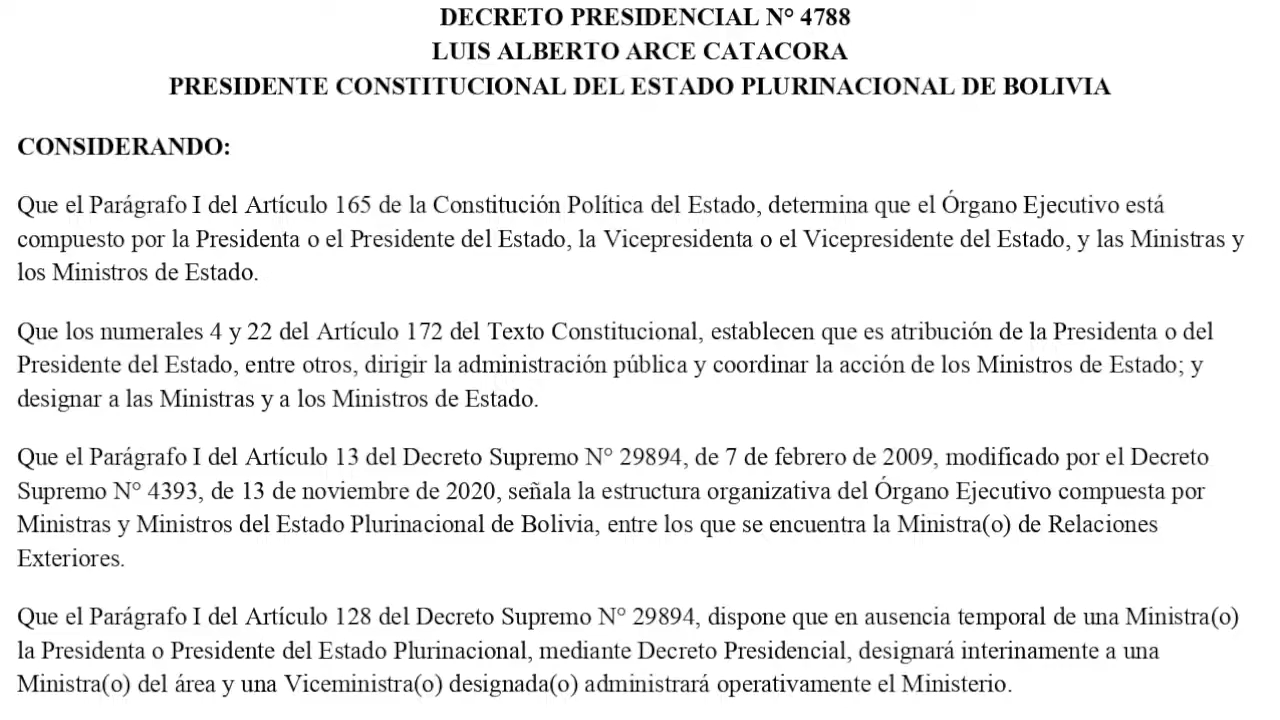 DECRETO PRESIDENCIAL N° 4788
LUIS ALBERTO ARCE CATACORA
PRESIDENTE CONSTITUCIONAL DEL ESTADO PLURINACIONAL DE BOLIVIA
CONSIDERANDO:
Que el Parágrafo I del Artículo 165 de la Constitución Política del Estado, determina que el Órgano Ejecutivo está
compuesto por la Presidenta o el Presidente del Estado, la Vicepresidenta o el Vicepresidente del Estado, y las Ministras y
los Ministros de Estado.
Que los numerales 4 y 22 del Artículo 172 del Texto Constitucional, establecen que es atribución de la Presidenta o del
Presidente del Estado, entre otros, dirigir la administración pública y coordinar la acción de los Ministros de Estado; y
designar a las Ministras y a los Ministros de Estado.
Que el Parágrafo I del Artículo 13 del Decreto Supremo N° 29894, de 7 de febrero de 2009, modificado por el Decreto
Supremo N° 4393, de 13 de noviembre de 2020, señala la estructura organizativa del Órgano Ejecutivo compuesta por
Ministras y Ministros del Estado Plurinacional de Bolivia, entre los que se encuentra la Ministra(o) de Relaciones
Exteriores.
Que el Parágrafo I del Artículo 128 del Decreto Supremo N° 29894, dispone que en ausencia temporal de una Ministra(o)
la Presidenta o Presidente del Estado Plurinacional, mediante Decreto Presidencial, designará interinamente a una
Ministra(o) del área y una Viceministra(o) designada(o) administrará operativamente el Ministerio.